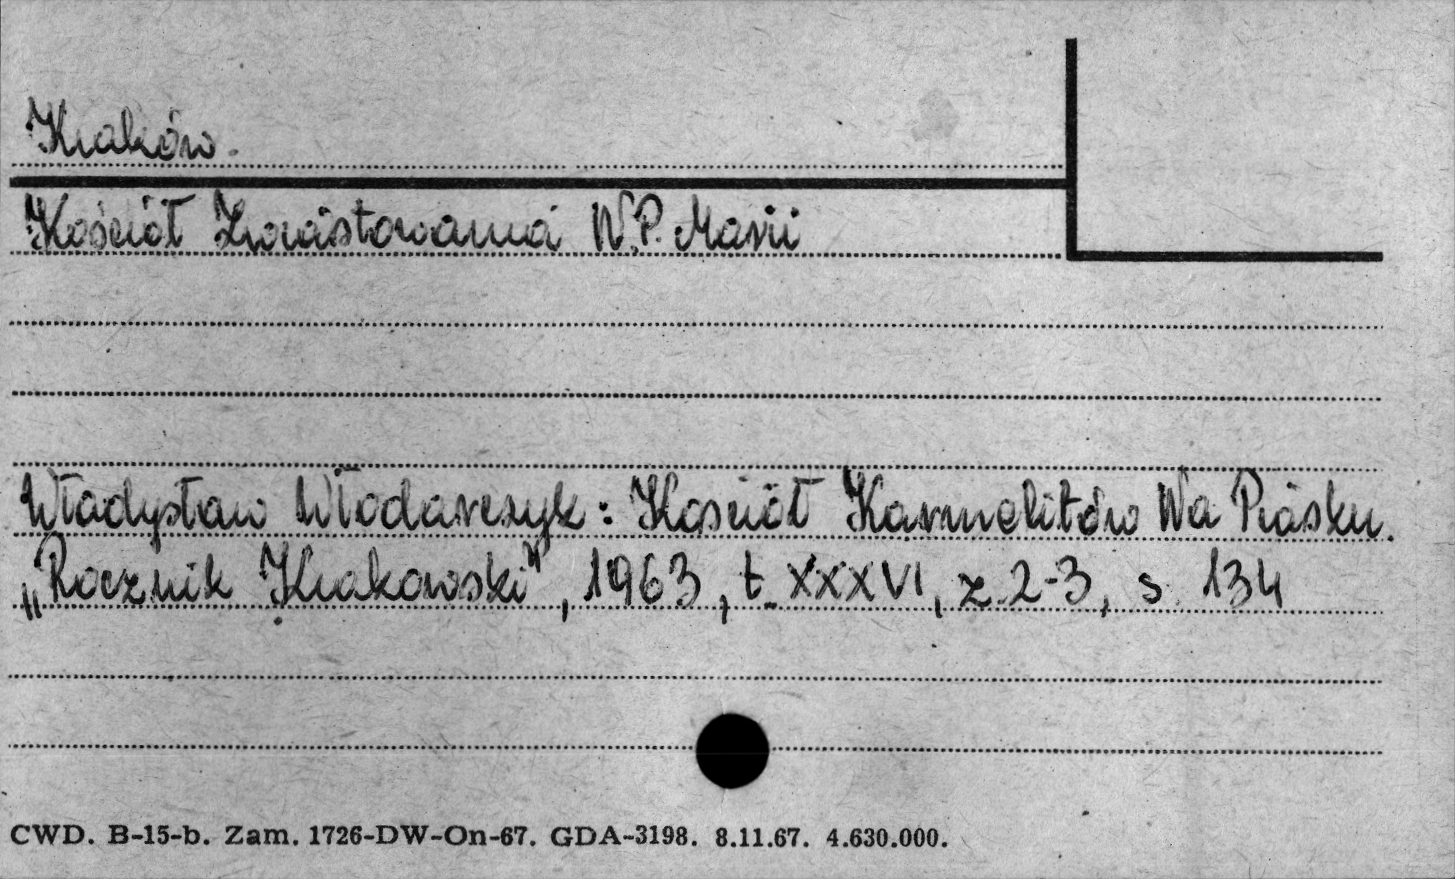 Kraków.
Kościół Zwiastowania N.P. Marii
Władysław Włodarczyk: Kościół Karmelitów Na Piasku.
„Rocznik Krakowski", 1963, t. XXXVI, z. 2-3, s. 134
CWD. B-15-b. Zam. 1726-DW-On-67. GDA-3198. 8.11.67. 4.630.000.